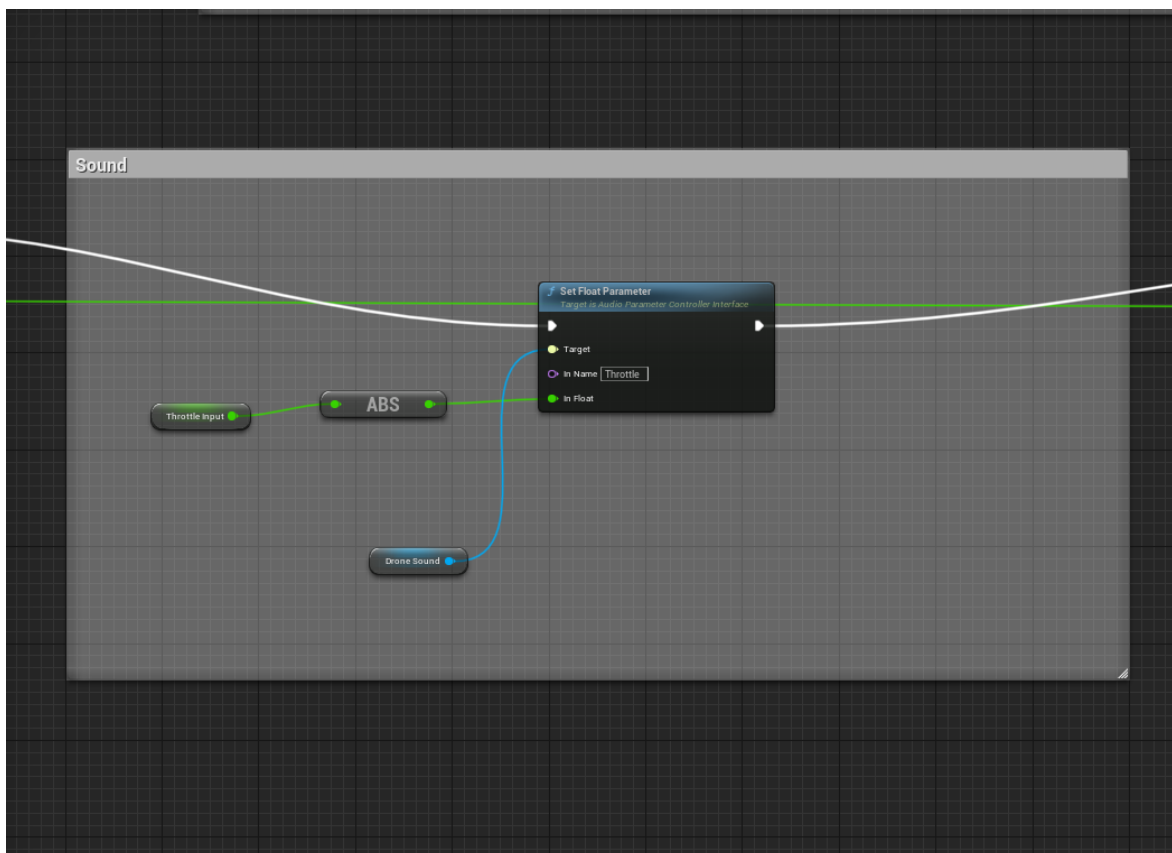 Sound
Set Float Parameter
Target is Audio Parameter Controller Interface
Target
In Name Throttle
In Float
Throttle Input
ABS
Drone Sound